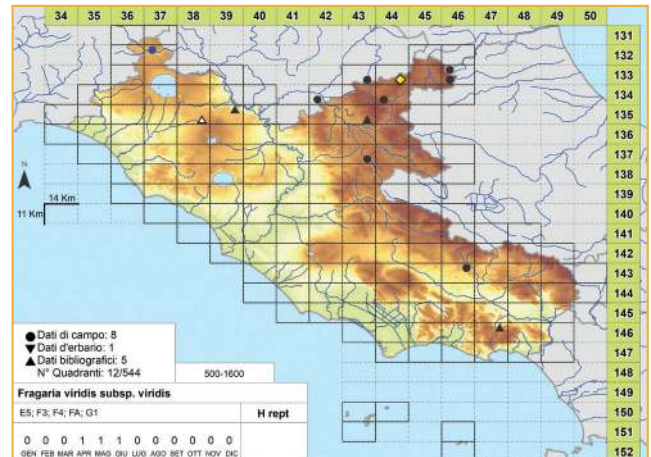 34 35 36 37 38 39 40 41 42 43 44 45 46 47 48 49 50
131
132
133
134
135
136
137
138
139
140
141
142
143
144
145
146
147
149
150
151
152
N
14 Km
11 Km
Dati di campo: 8
Dati d'erbario: 1
Dati bibliografici: 5
N° Quadranti: 12/544
500-1600
Fragaria viridis subsp. viridis
E5; F3; F4; FA; G1
H rept
0 0 0 1 1 1 0 0 0 0 0 0
GEN FEB MAR APR MAG GIU LUG AGO SET OTT NOV DIC